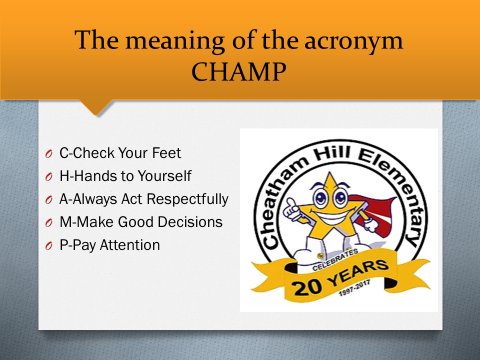 The meaning of the acronym
CHAMP
C-Check Your Feet
H-Hands to Yourself
A-Always Act Respectfully
M-Make Good Decisions
P-Pay Attention
Cheatham Hill Elementary
CELEBRATES
20 YEARS
1997-2017